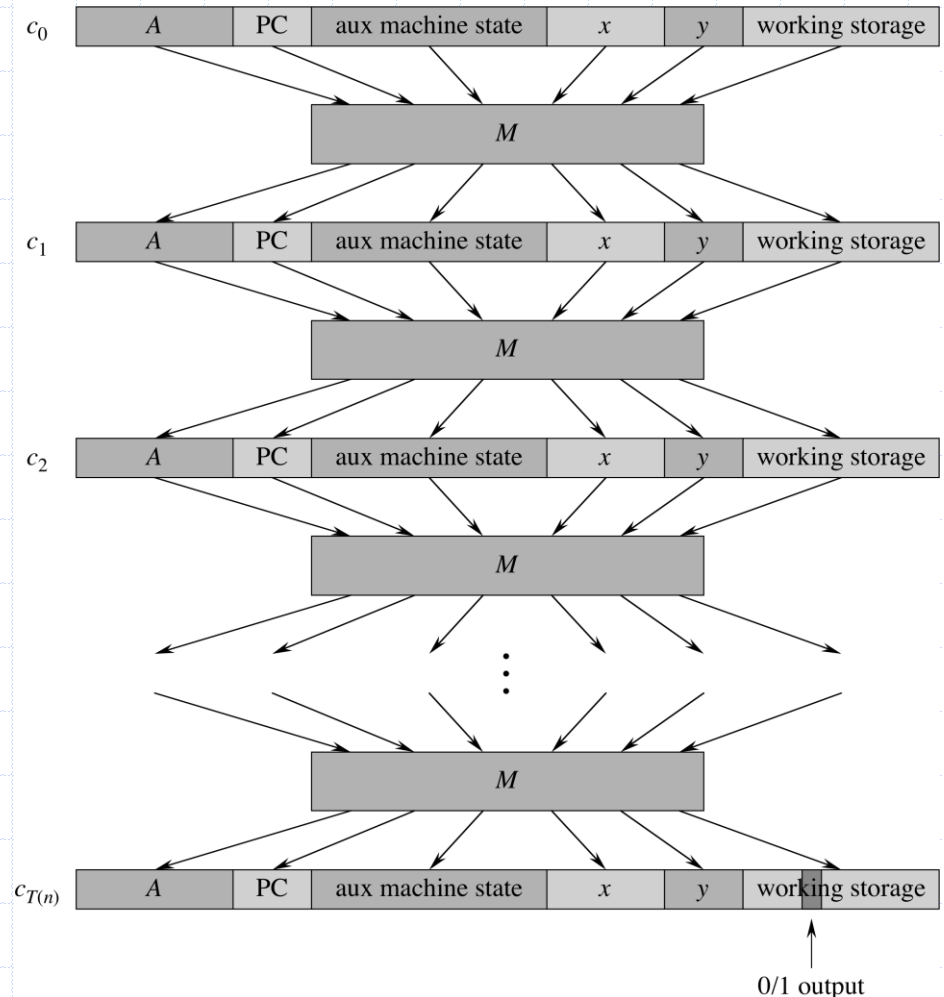 c₀ A PC aux machine state x y working storage
M
c₁ A PC aux machine state x y working storage
M
c₂ A PC aux machine state x y working storage
M
⋮
M
c_{T(n)} A PC aux machine state x y working storage
0/1 output